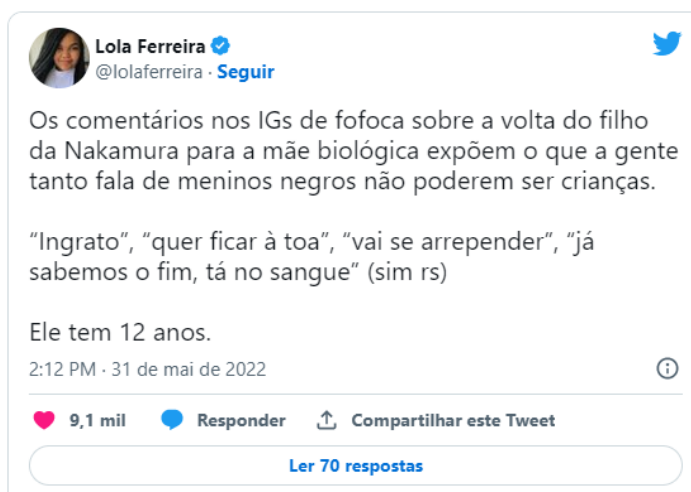 Lola Ferreira
@lolaferreira · Seguir
Os comentários nos IGs de fofoca sobre a volta do filho
da Nakamura para a mãe biológica expõem o que a gente
tanto fala de meninos negros não poderem ser crianças.
“Ingrato”, “quer ficar à toa”, “vai se arrepender”, “já
sabemos o fim, tá no sangue” (sim rs)
Ele tem 12 anos.
2:12 PM · 31 de mai de 2022
9,1 mil Responder Compartilhar este Tweet
Ler 70 respostas